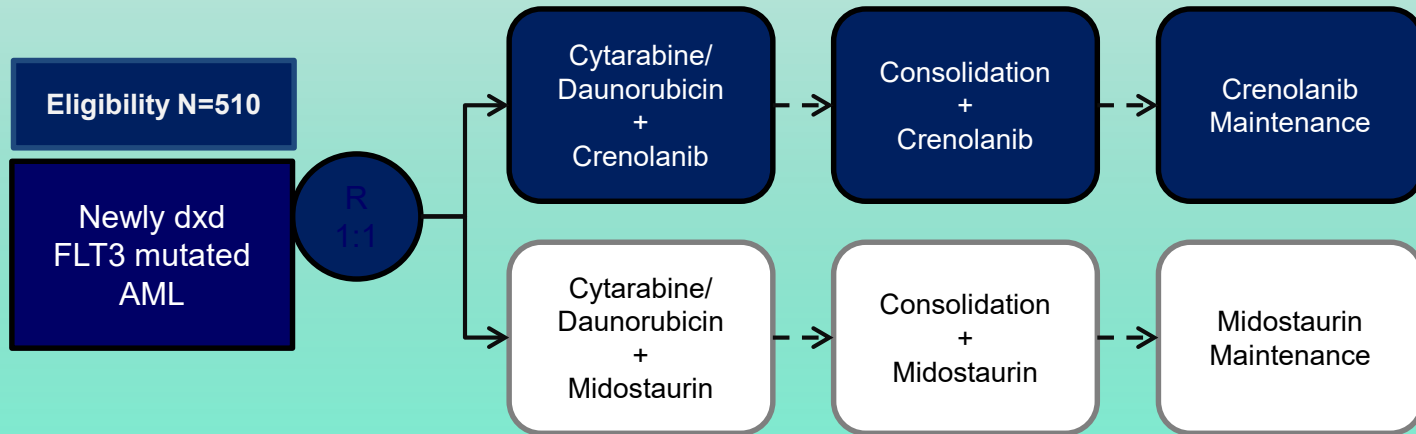 Eligibility N=510
Newly dxd
FLT3 mutated
AML
R
1:1
Cytarabine/
Daunorubicin
+
Crenolanib
Consolidation
+
Crenolanib
Crenolanib
Maintenance
Cytarabine/
Daunorubicin
+
Midostaurin
Consolidation
+
Midostaurin
Midostaurin
Maintenance